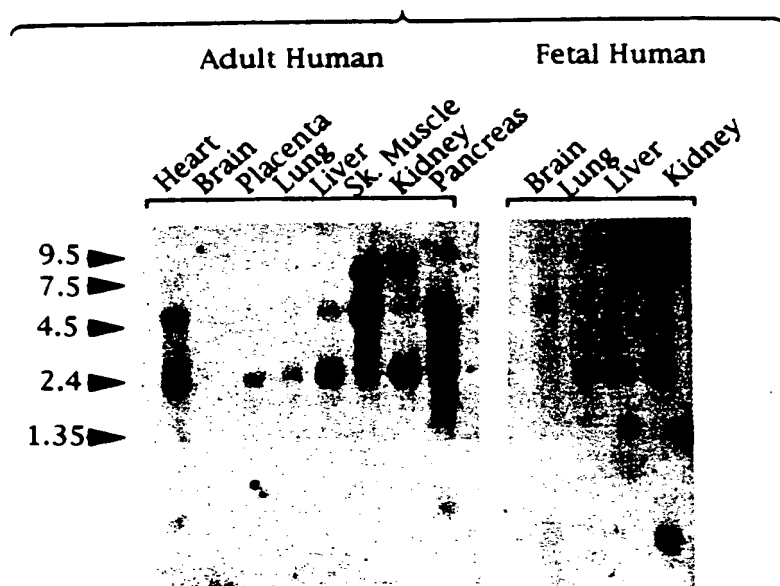 Adult Human
Fetal Human
Heart
Brain
Placenta
Lung
Liver
Sk. Muscle
Kidney
Pancreas
Brain
Lung
Liver
Kidney
9.5
7.5
4.5
2.4
1.35